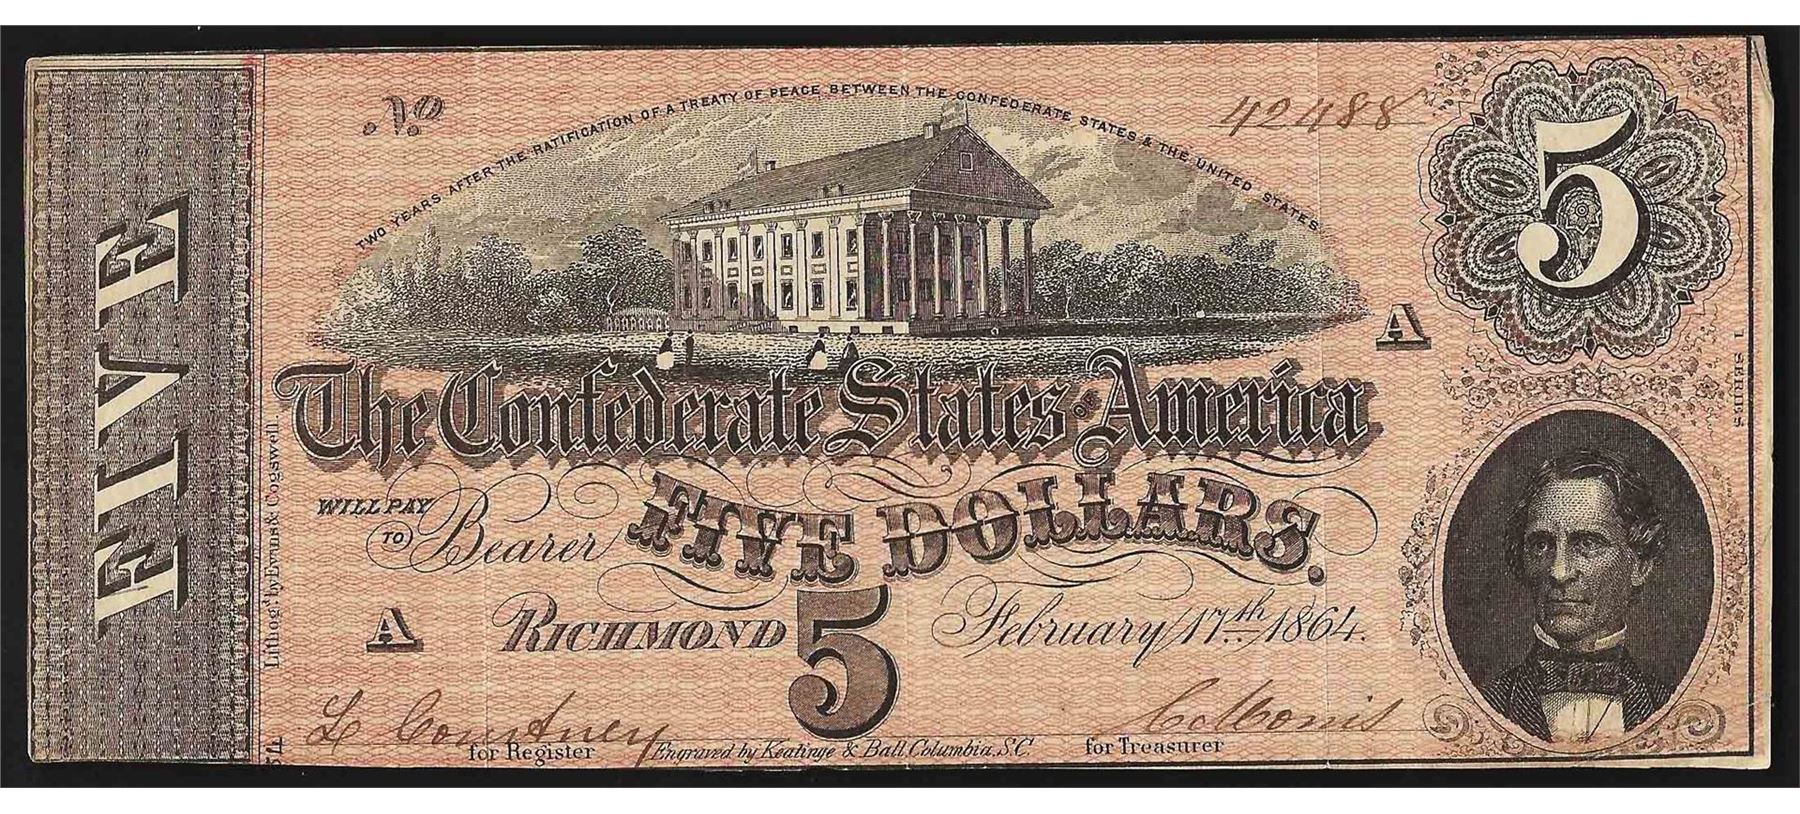 FIVE
No
42488
5
TWO YEARS AFTER THE RATIFICATION OF A TREATY OF PEACE BETWEEN THE CONFEDERATE STATES & THE UNITED STATES.
A
1 SERIES
The Confederate States OF America
WILL PAY
TO Bearer FIVE DOLLARS.
A
RICHMOND 5 February 17th 1864.
Lithog'd by Evans & Cogswell.
L Courtney
for Register
Engraved by Keatinge & Ball, Columbia, S.C.
for Treasurer